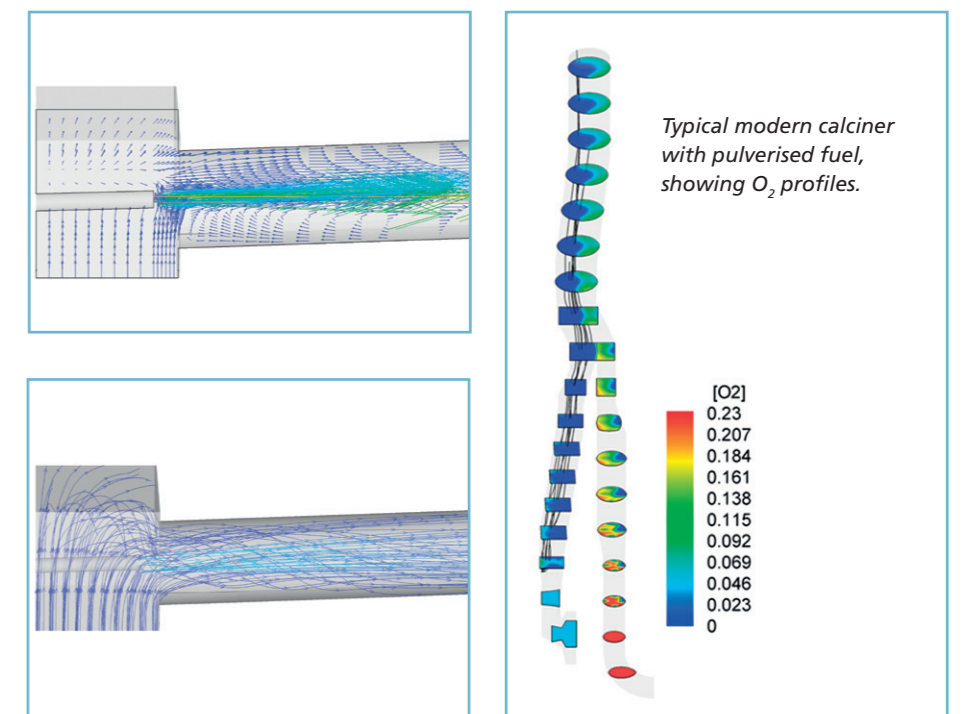 Typical modern calciner
with pulverised fuel,
showing O₂ profiles.
[O2]
0.23
0.207
0.184
0.161
0.138
0.115
0.092
0.069
0.046
0.023
0